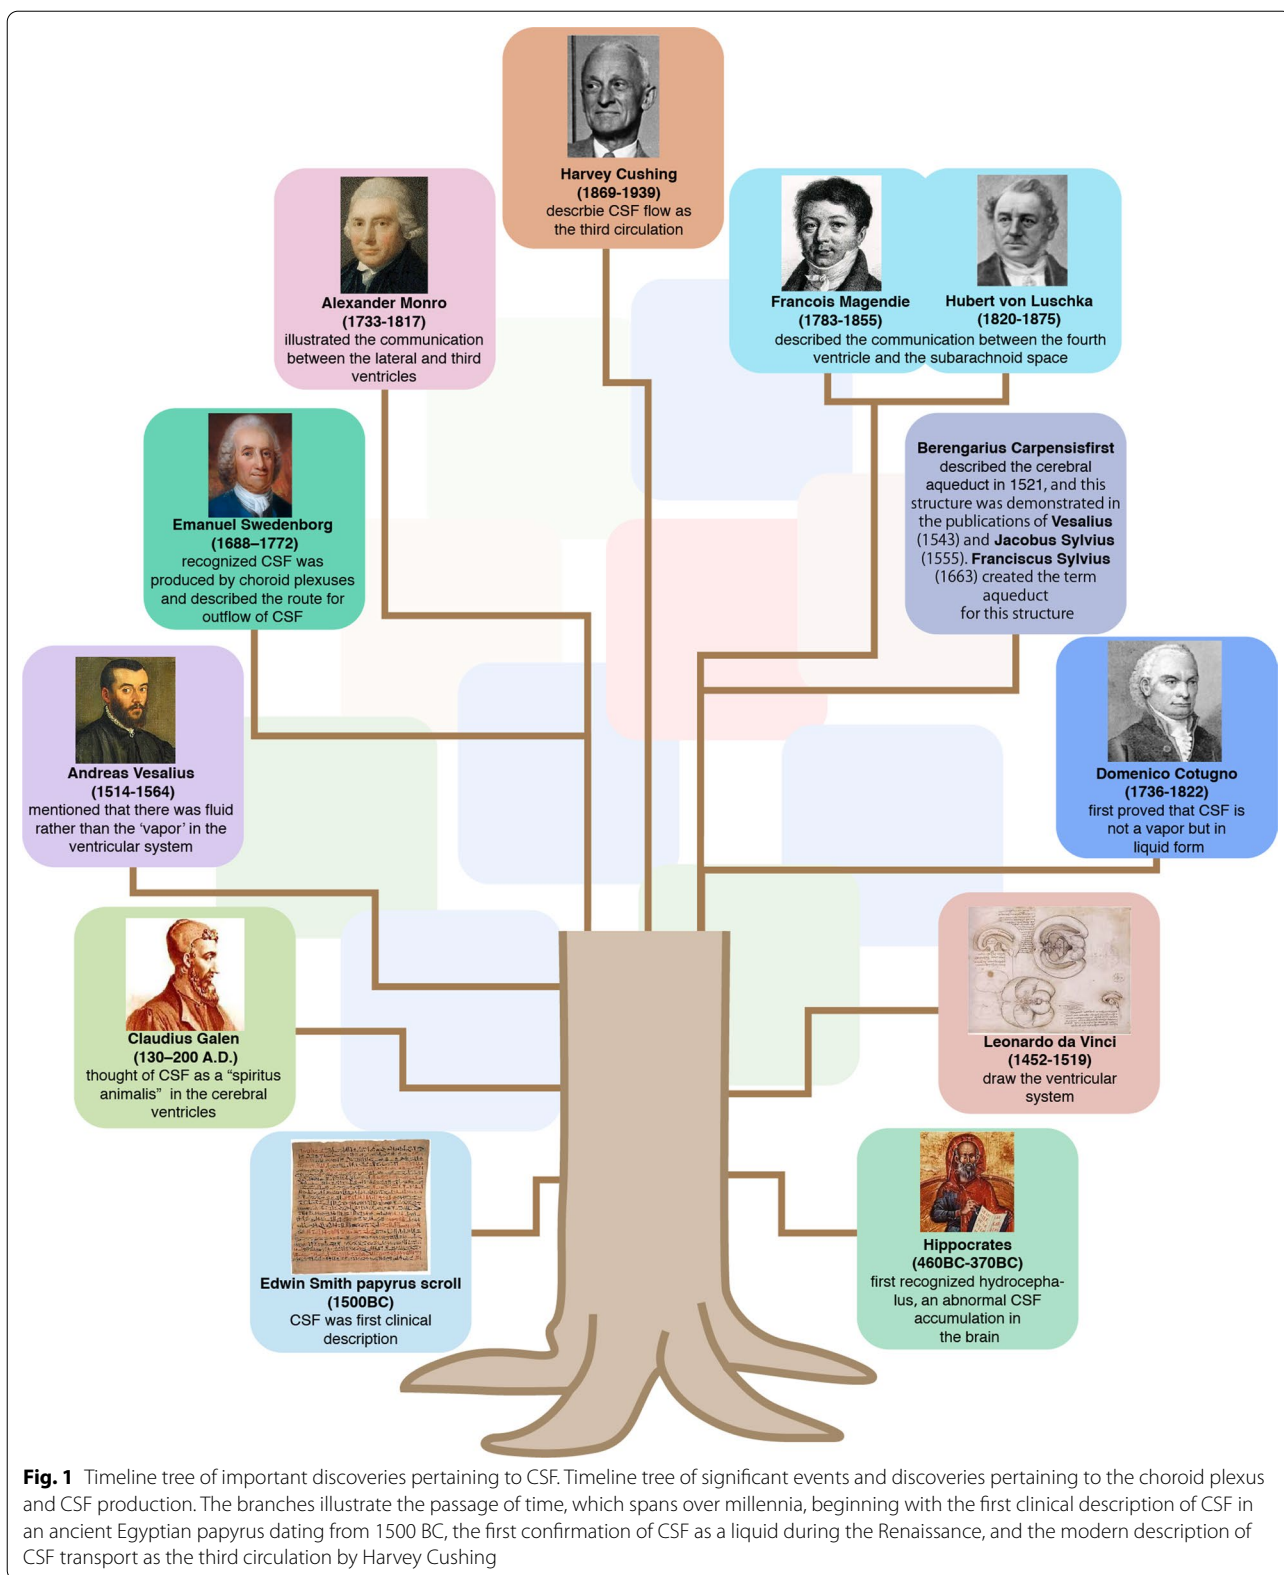 Harvey Cushing
(1869-1939)
descrbie CSF flow as
the third circulation
Alexander Monro
(1733-1817)
illustrated the communication
between the lateral and third
ventricles
Francois Magendie
(1783-1855)
Hubert von Luschka
(1820-1875)
described the communication between the fourth
ventricle and the subarachnoid space
Emanuel Swedenborg
(1688–1772)
recognized CSF was
produced by choroid plexuses
and described the route for
outflow of CSF
Berengarius Carpensisfirst
described the cerebral
aqueduct in 1521, and this
structure was demonstrated in
the publications of Vesalius
(1543) and Jacobus Sylvius
(1555). Franciscus Sylvius
(1663) created the term
aqueduct
for this structure
Andreas Vesalius
(1514-1564)
mentioned that there was fluid
rather than the ‘vapor’ in the
ventricular system
Domenico Cotugno
(1736-1822)
first proved that CSF is
not a vapor but in
liquid form
Claudius Galen
(130–200 A.D.)
thought of CSF as a “spiritus
animalis” in the cerebral
ventricles
Leonardo da Vinci
(1452-1519)
draw the ventricular
system
Edwin Smith papyrus scroll
(1500BC)
CSF was first clinical
description
Hippocrates
(460BC-370BC)
first recognized hydrocepha-
lus, an abnormal CSF
accumulation in
the brain
Fig. 1 Timeline tree of important discoveries pertaining to CSF. Timeline tree of significant events and discoveries pertaining to the choroid plexus
and CSF production. The branches illustrate the passage of time, which spans over millennia, beginning with the first clinical description of CSF in
an ancient Egyptian papyrus dating from 1500 BC, the first confirmation of CSF as a liquid during the Renaissance, and the modern description of
CSF transport as the third circulation by Harvey Cushing